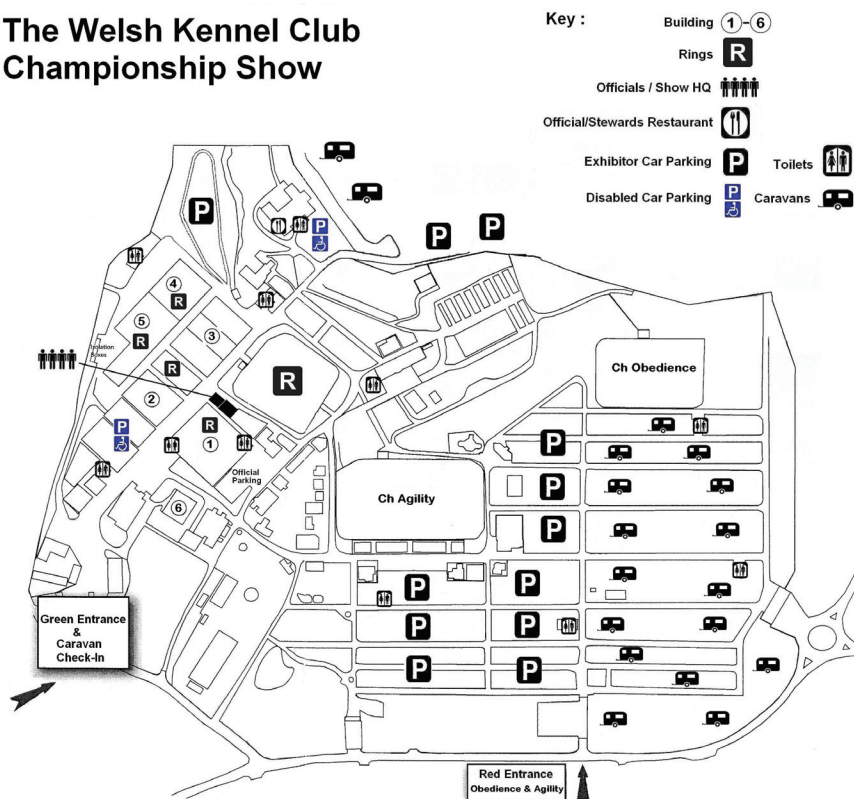 The Welsh Kennel Club
Championship Show
Key :
Building 1-6
Rings R
Officials / Show HQ
Official/Stewards Restaurant
Exhibitor Car Parking P Toilets
Disabled Car Parking P Caravans
P
P
P
P
4
R
5
R
3
Isolation
Boxes
R
R
Ch Obedience
2
P
R
1
Official
Parking
P
Ch Agility
P
6
P
P
P
Green Entrance
&
Caravan
Check-In
P
P
P
P
Red Entrance
Obedience & Agility